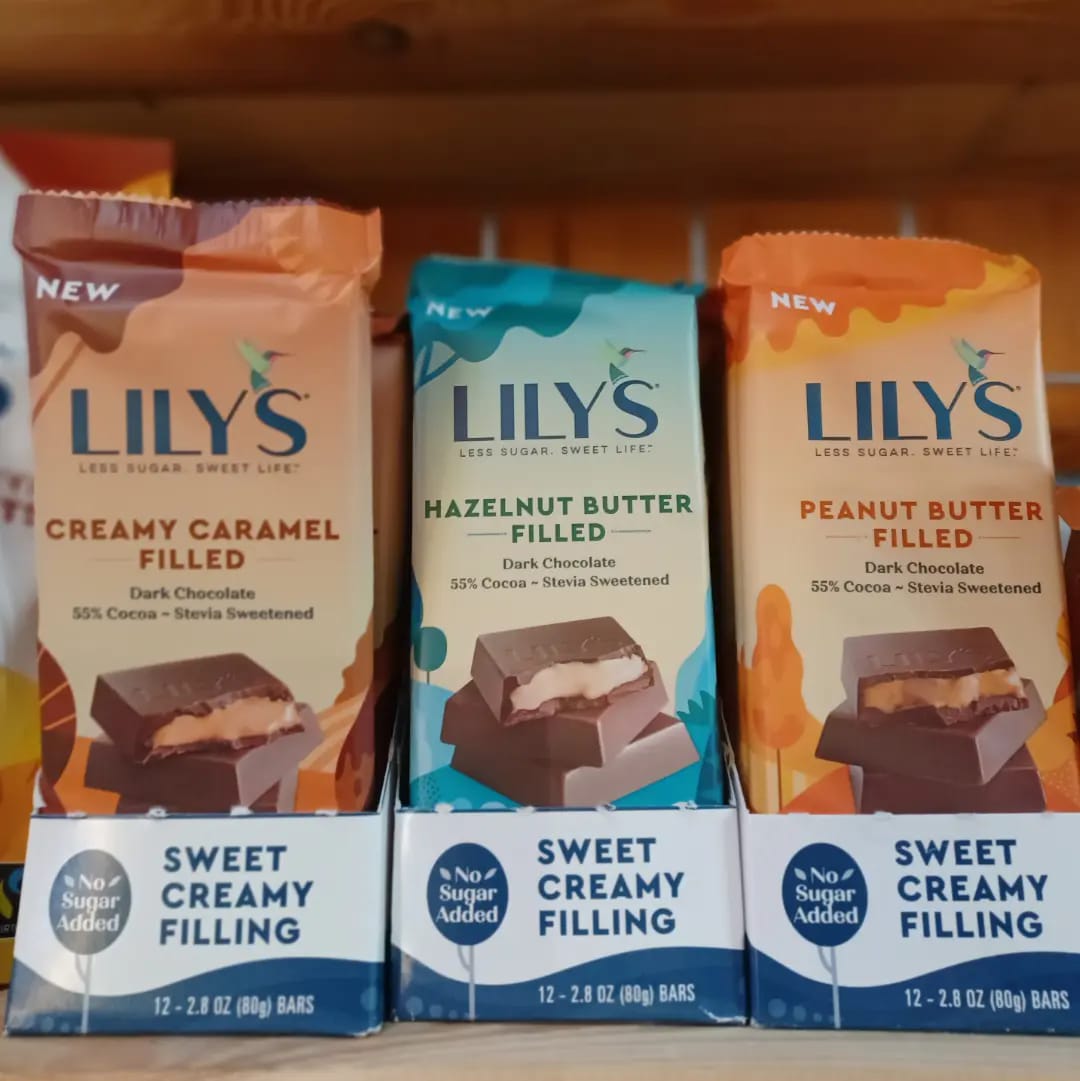 NEW
LILY'S
LESS SUGAR. SWEET LIFE.™
CREAMY CARAMEL
FILLED
Dark Chocolate
55% Cocoa ~ Stevia Sweetened
No
Sugar
Added
SWEET
CREAMY
FILLING
12 - 2.8 OZ (80g) BARS
NEW
LILY'S
LESS SUGAR. SWEET LIFE.™
HAZELNUT BUTTER
FILLED
Dark Chocolate
55% Cocoa ~ Stevia Sweetened
No
Sugar
Added
SWEET
CREAMY
FILLING
12 - 2.8 OZ (80g) BARS
NEW
LILY'S
LESS SUGAR. SWEET LIFE.™
PEANUT BUTTER
FILLED
Dark Chocolate
55% Cocoa ~ Stevia Sweetened
No
Sugar
Added
SWEET
CREAMY
FILLING
12 - 2.8 OZ (80g) BARS